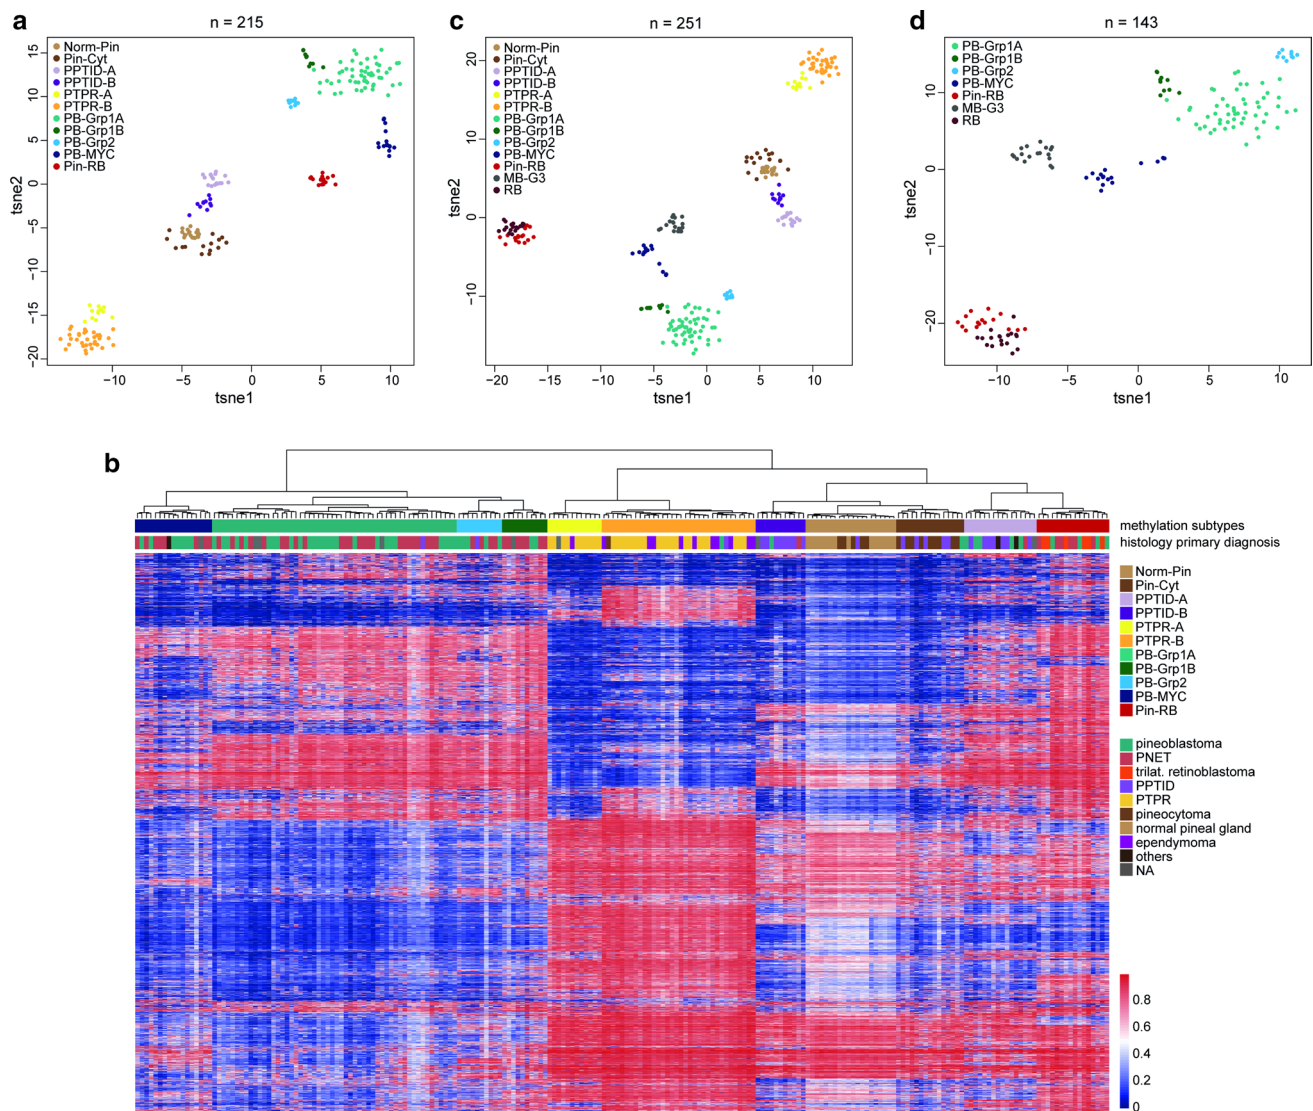 a
n = 215
Norm-Pin
Pin-Cyt
PPTID-A
PPTID-B
PTPR-A
PTPR-B
PB-Grp1A
PB-Grp1B
PB-Grp2
PB-MYC
Pin-RB
tsne2
15
10
5
0
−5
−10
−15
−20
−10
−5
0
5
10
tsne1
c
n = 251
Norm-Pin
Pin-Cyt
PPTID-A
PPTID-B
PTPR-A
PTPR-B
PB-Grp1A
PB-Grp1B
PB-Grp2
PB-MYC
Pin-RB
MB-G3
RB
tsne2
20
10
0
−10
−20
−15
−10
−5
0
5
10
tsne1
d
n = 143
PB-Grp1A
PB-Grp1B
PB-Grp2
PB-MYC
Pin-RB
MB-G3
RB
tsne2
10
0
−10
−20
−10
−5
0
5
10
tsne1
b
methylation subtypes
histology primary diagnosis
Norm-Pin
Pin-Cyt
PPTID-A
PPTID-B
PTPR-A
PTPR-B
PB-Grp1A
PB-Grp1B
PB-Grp2
PB-MYC
Pin-RB
pineoblastoma
PNET
trilat. retinoblastoma
PPTID
PTPR
pineocytoma
normal pineal gland
ependymoma
others
NA
0.8
0.6
0.4
0.2
0